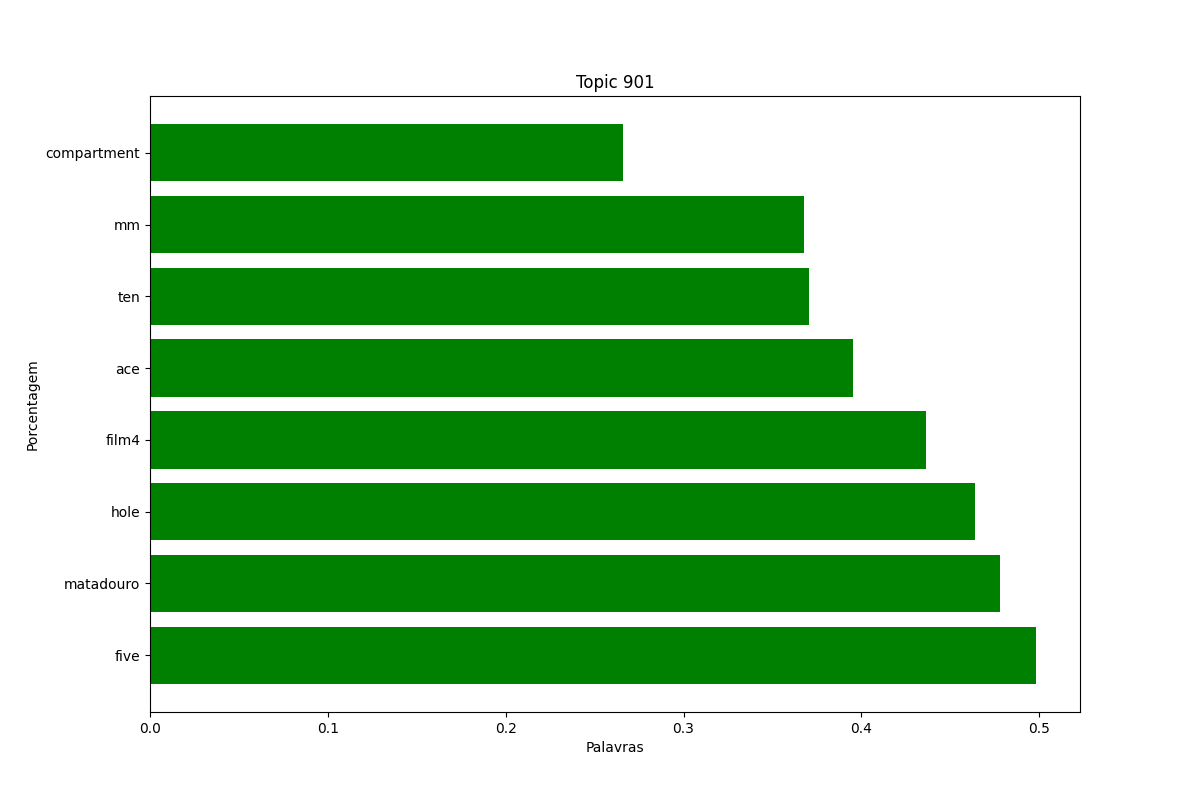 Topic 901
compartment
mm
ten
ace
film4
hole
matadouro
five
Porcentagem
0.0 0.1 0.2 0.3 0.4 0.5
Palavras